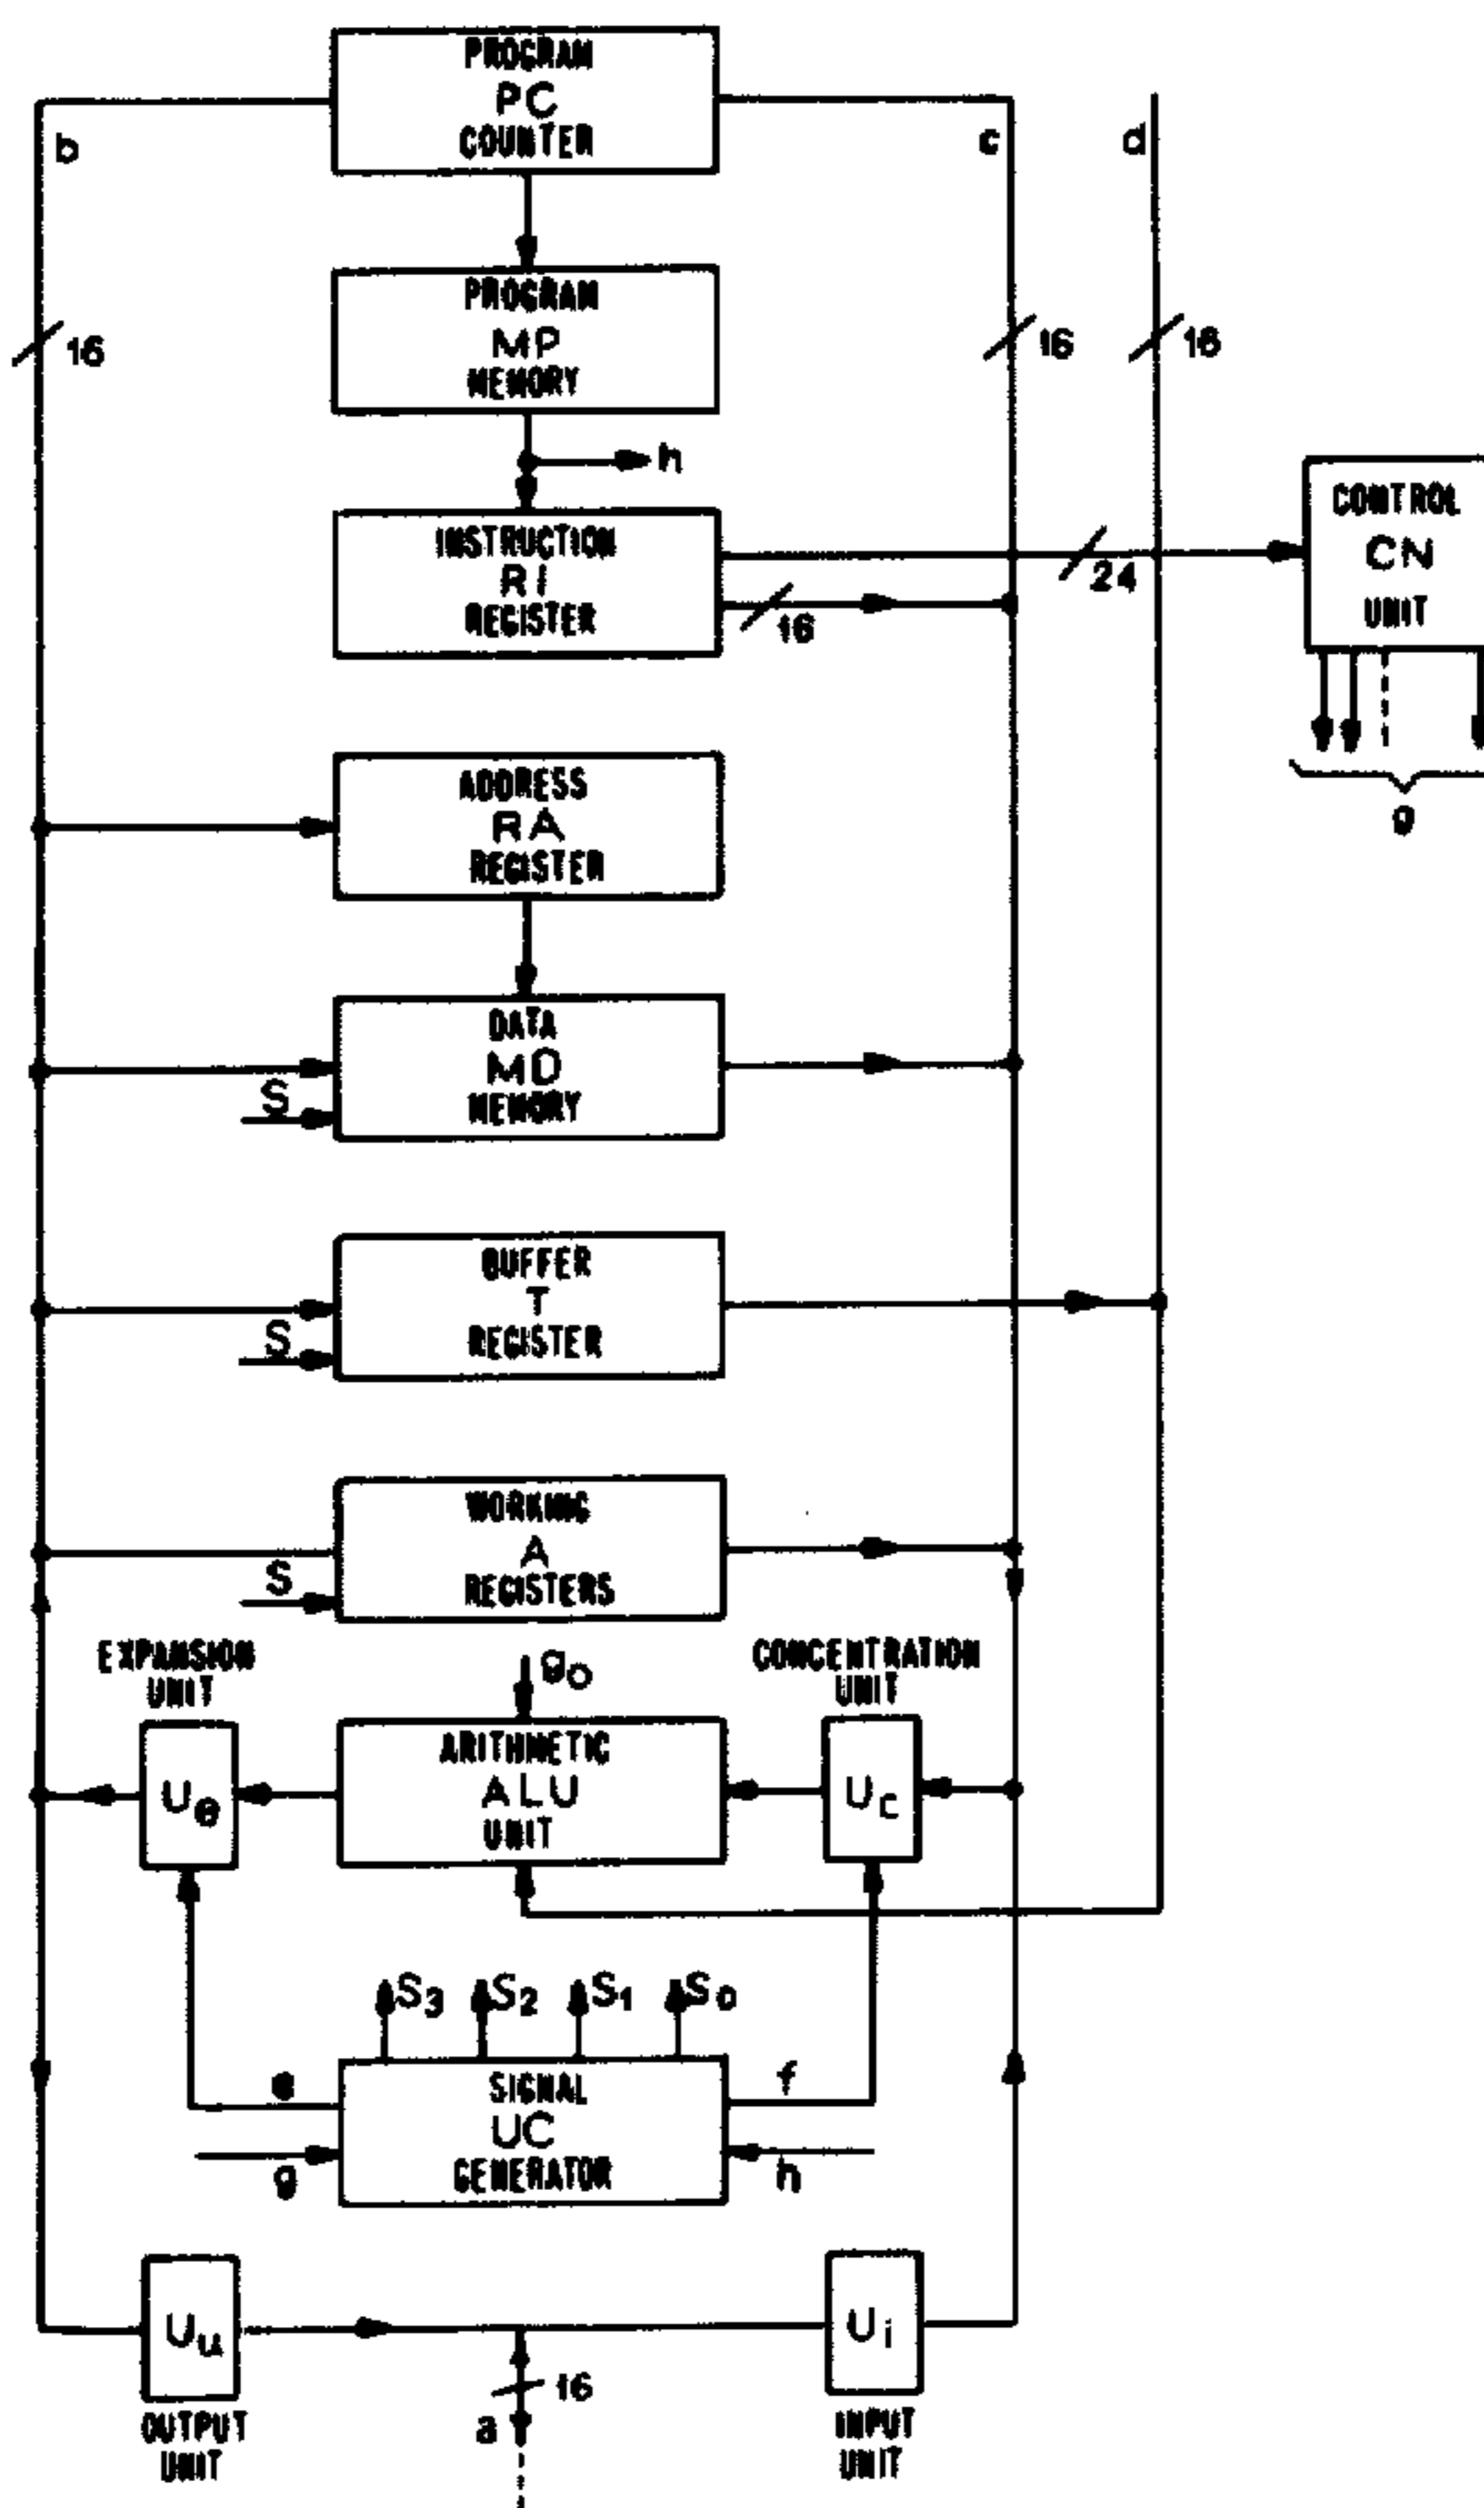 PROGRAM
PC
COUNTER
b
c
d
PROGRAM
MP
MEMORY
16
16
16
h
CONTROL
CN
UNIT
INSTRUCTION
RI
REGISTER
24
16
g
ADDRESS
RA
REGISTER
DATA
MD
MEMORY
S
BUFFER
T
REGISTER
S
WORKING
A
REGISTERS
S
EXPANSION
UNIT
g0
CONCENTRATION
UNIT
ARITHMETIC
ALU
UNIT
Ue
Uc
S3
S2
S1
S0
SIGNAL
UC
GENERATOR
e
f
g
h
Uu
Ui
16
a
OUTPUT
UNIT
INPUT
UNIT